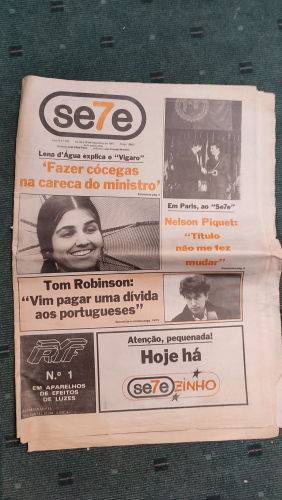 se7e
Lena d'Água explica o "Vígaro"
'Fazer cócegas
na careca do ministro'
Em Paris, ao "Se7e"
Nelson Piquet:
"Título
não me fez
mudar"
Tom Robinson:
"Vim pagar uma dívida
aos portugueses"
N.º 1
EM APARELHOS
DE EFEITOS
DE LUZES
Atenção, pequenada!
Hoje há
se7e
ZINHO